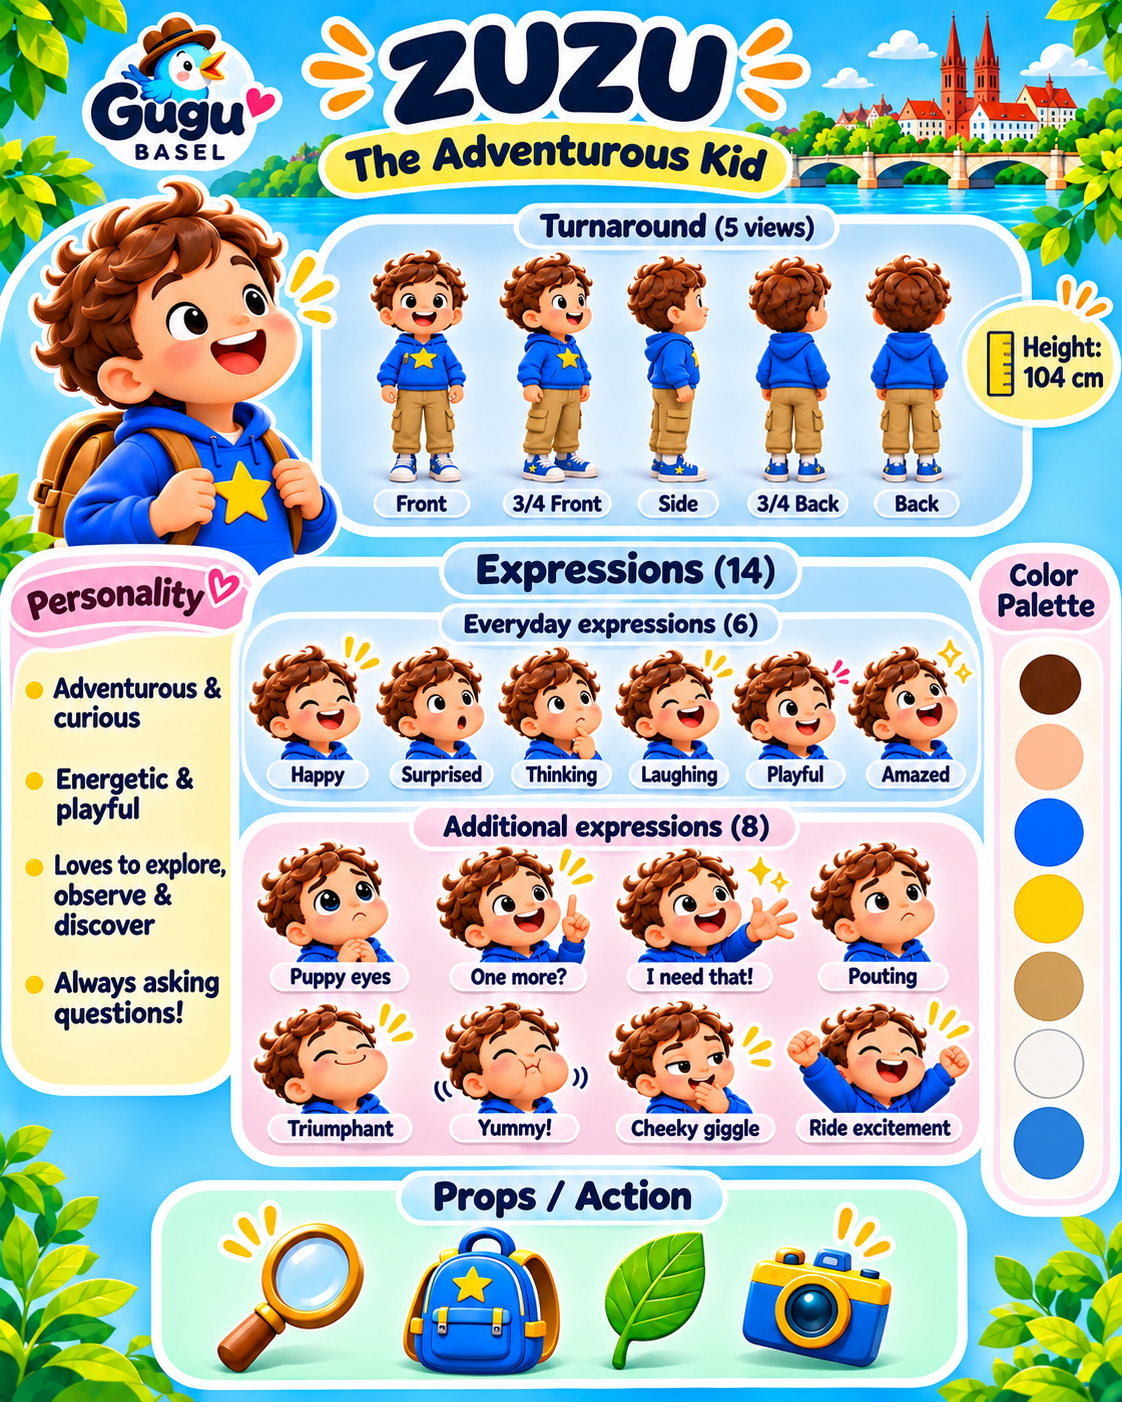 Gugu
BASEL
ZUZU
The Adventurous Kid
Turnaround (5 views)
Front
3/4 Front
Side
3/4 Back
Back
Height:
104 cm
Personality
Adventurous &
curious
Energetic &
playful
Loves to explore,
observe &
discover
Always asking
questions!
Expressions (14)
Everyday expressions (6)
Happy
Surprised
Thinking
Laughing
Playful
Amazed
Additional expressions (8)
Puppy eyes
One more?
I need that!
Pouting
Triumphant
Yummy!
Cheeky giggle
Ride excitement
Color
Palette
Props / Action